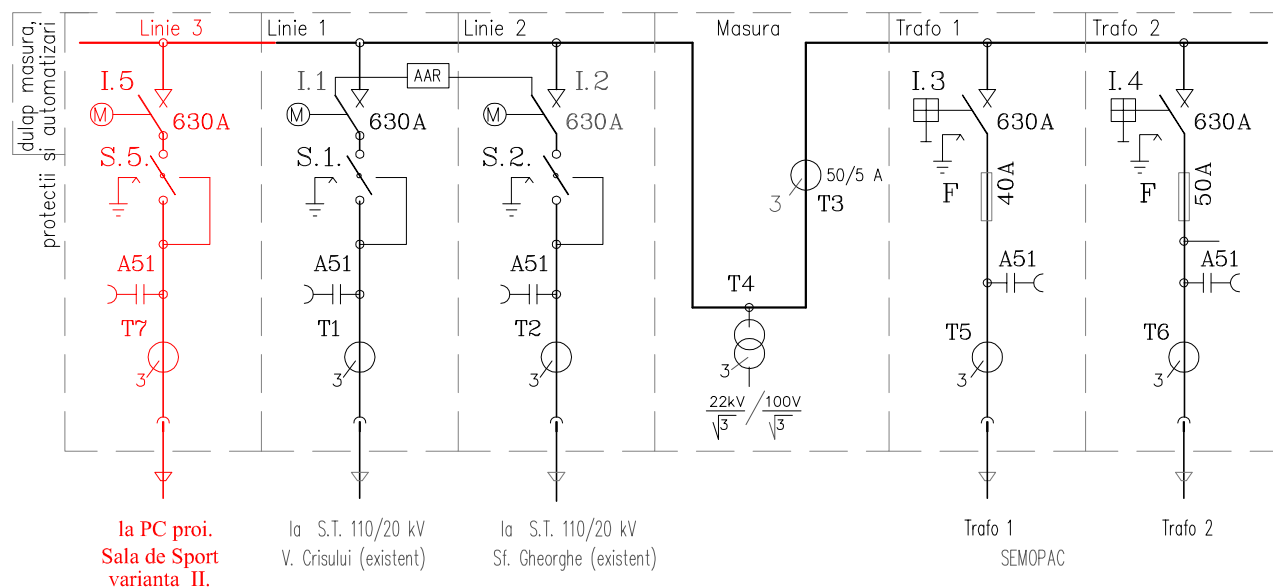 dulap masura,
protectii si automatizari
Linie 3
Linie 1
Linie 2
Masura
Trafo 1
Trafo 2
I.5
I.1
AAR
I.2
I.3
I.4
M
630A
M
630A
630A
630A
630A
S.5.
S.1.
S.2.
50/5 A
3
T3
F
40A
F
50A
A51
A51
A51
A51
A51
T4
T7
T1
T2
T5
T6
3
3
3
3
3
3
22kV/√3 / 100V/√3
la PC proi.
Sala de Sport
varianta II.
la S.T. 110/20 kV
V. Crisului (existent)
la S.T. 110/20 kV
Sf. Gheorghe (existent)
Trafo 1
Trafo 2
SEMOPAC